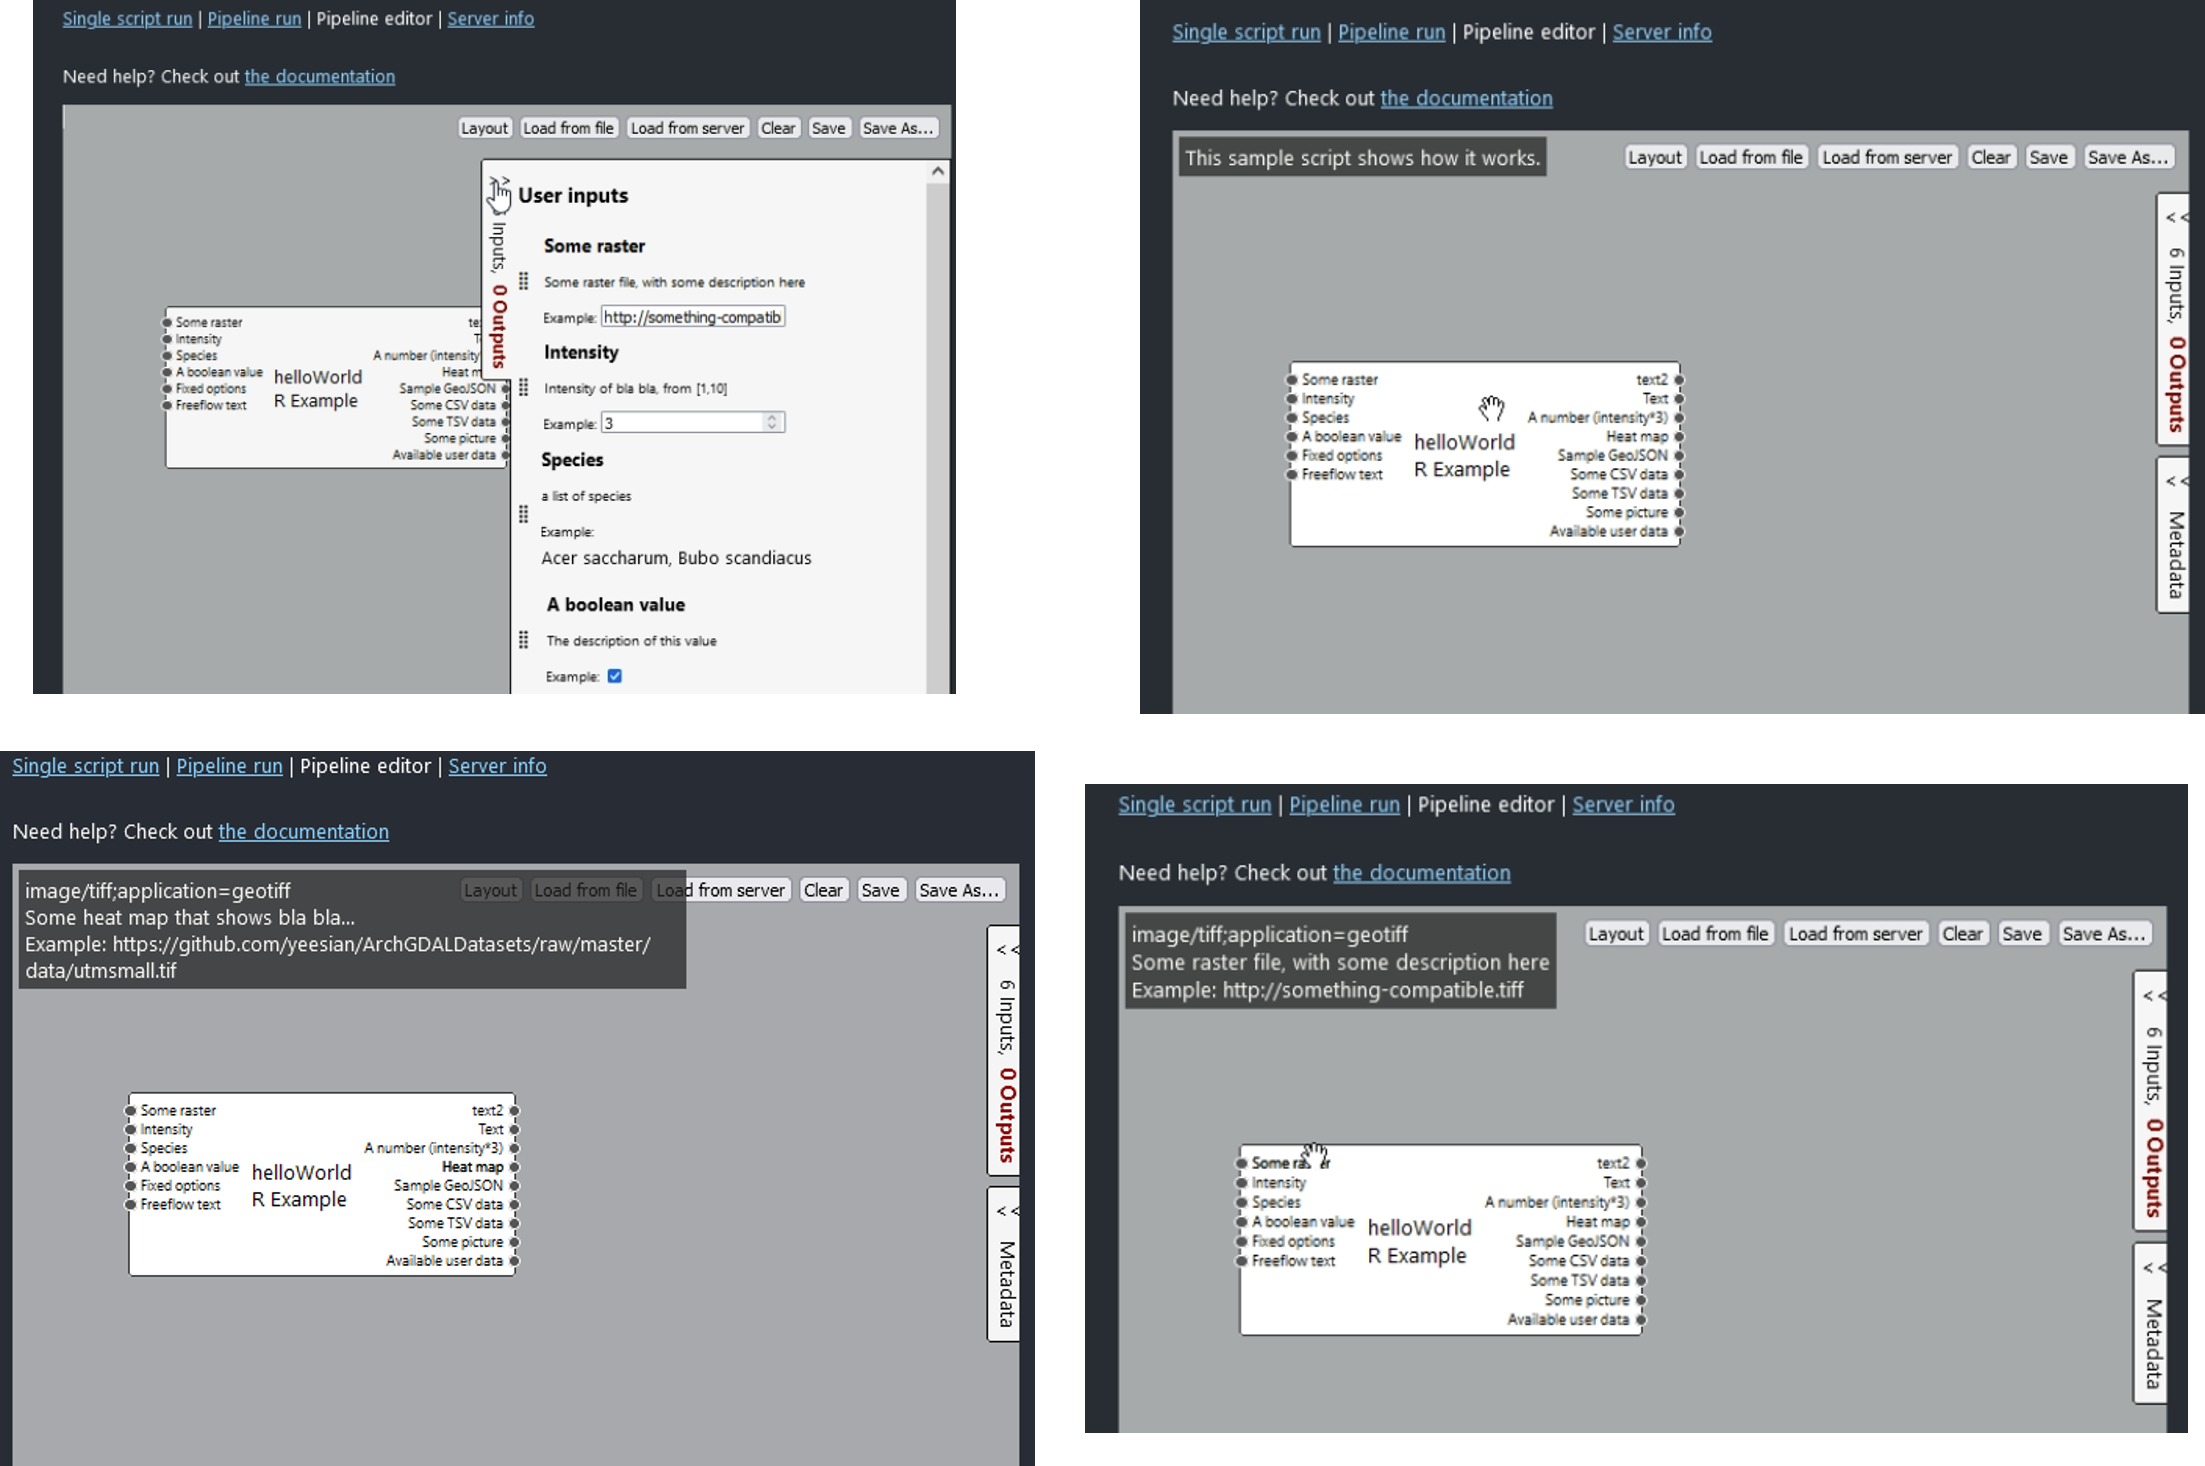 Single script run | Pipeline run | Pipeline editor | Server info
Need help? Check out the documentation
Layout Load from file Load from server Clear Save Save As...
>>
Inputs, 0 Outputs
User inputs
Some raster
Some raster file, with some description here
Example: http://something-compatib
Intensity
Intensity of bla bla, from [1,10]
Example: 3
Species
a list of species
Example:
Acer saccharum, Bubo scandiacus
A boolean value
The description of this value
Example:
Some raster
Intensity
Species
A boolean value
Fixed options
Freeflow text
helloWorld
R Example
A number (intensity
Heat
Sample GeoJSON
Some CSV data
Some TSV data
Some picture
Available user data
Single script run | Pipeline run | Pipeline editor | Server info
Need help? Check out the documentation
This sample script shows how it works.
Layout Load from file Load from server Clear Save Save As...
<<
6 Inputs, 0 Outputs
<<
Metadata
Some raster
Intensity
Species
A boolean value
Fixed options
Freeflow text
helloWorld
R Example
text2
Text
A number (intensity*3)
Heat map
Sample GeoJSON
Some CSV data
Some TSV data
Some picture
Available user data
Single script run | Pipeline run | Pipeline editor | Server info
Need help? Check out the documentation
image/tiff;application=geotiff
Some heat map that shows bla bla...
Example: https://github.com/yeesian/ArchGDALDatasets/raw/master/
data/utmsmall.tif
Layout Load from file Load from server Clear Save Save As...
<<
6 Inputs, 0 Outputs
<<
Metadata
Some raster
Intensity
Species
A boolean value
Fixed options
Freeflow text
helloWorld
R Example
text2
Text
A number (intensity*3)
Heat map
Sample GeoJSON
Some CSV data
Some TSV data
Some picture
Available user data
Single script run | Pipeline run | Pipeline editor | Server info
Need help? Check out the documentation
image/tiff;application=geotiff
Some raster file, with some description here
Example: http://something-compatible.tiff
Layout Load from file Load from server Clear Save Save As...
<<
6 Inputs, 0 Outputs
<<
Metadata
Some
Intensity
Species
A boolean value
Fixed options
Freeflow text
helloWorld
R Example
text2
Text
A number (intensity*3)
Heat map
Sample GeoJSON
Some CSV data
Some TSV data
Some picture
Available user data